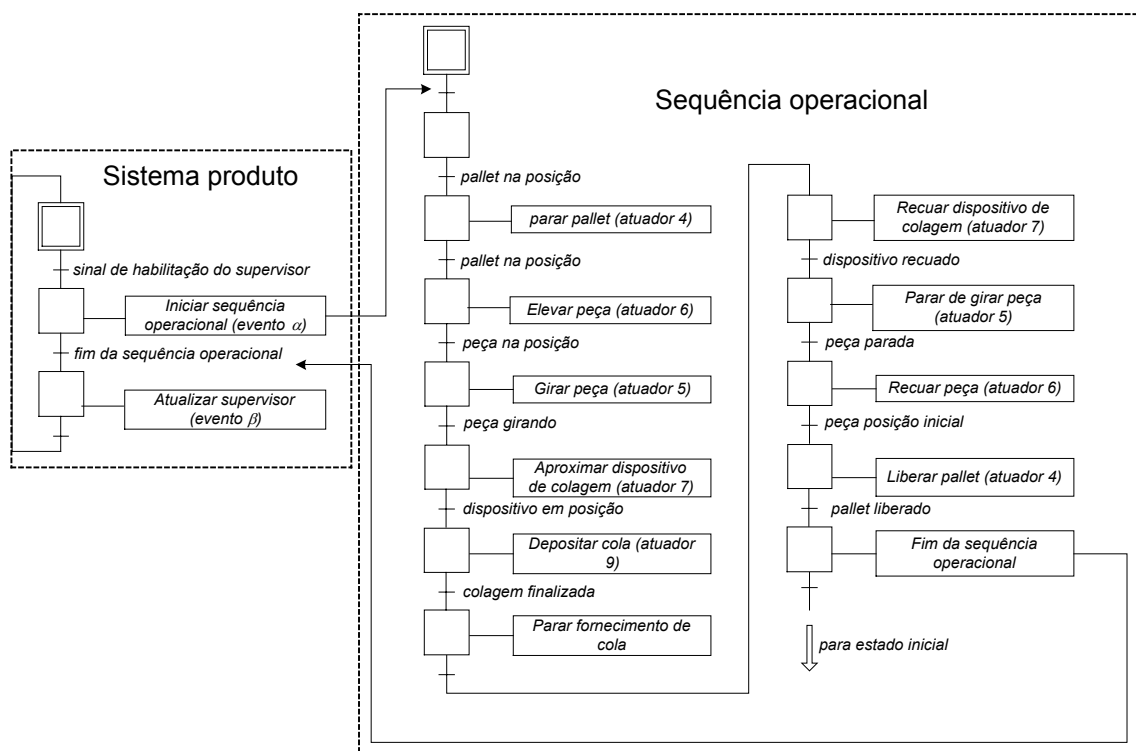 Sistema produto
sinal de habilitação do supervisor
Iniciar sequência
operacional (evento α)
fim da sequência operacional
Atualizar supervisor
(evento β)
Sequência operacional
pallet na posição
parar pallet (atuador 4)
pallet na posição
Elevar peça (atuador 6)
peça na posição
Girar peça (atuador 5)
peça girando
Aproximar dispositivo
de colagem (atuador 7)
dispositivo em posição
Depositar cola (atuador
9)
colagem finalizada
Parar fornecimento de
cola
Recuar dispositivo de
colagem (atuador 7)
dispositivo recuado
Parar de girar peça
(atuador 5)
peça parada
Recuar peça (atuador 6)
peça posição inicial
Liberar pallet (atuador 4)
pallet liberado
Fim da sequência
operacional
para estado inicial